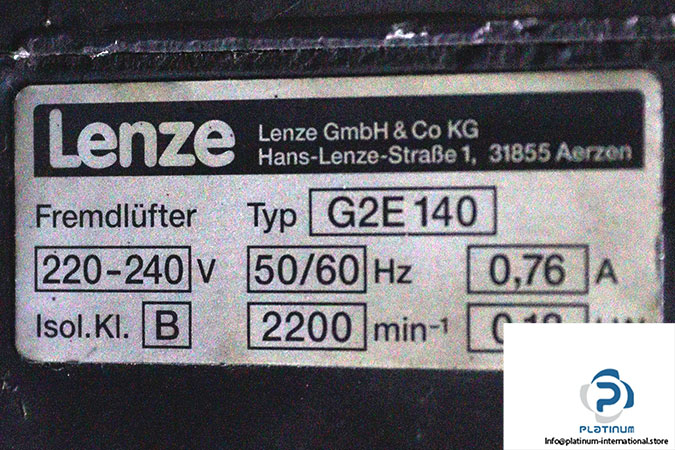 Lenze
Lenze GmbH & Co KG
Hans-Lenze-Straße 1, 31855 Aerzen
Fremdlüfter Typ G2E 140
220-240 V 50/60 Hz 0,76 A
Isol.Kl. B 2200 min⁻¹
PLATINUM
Info@platinum-international.store